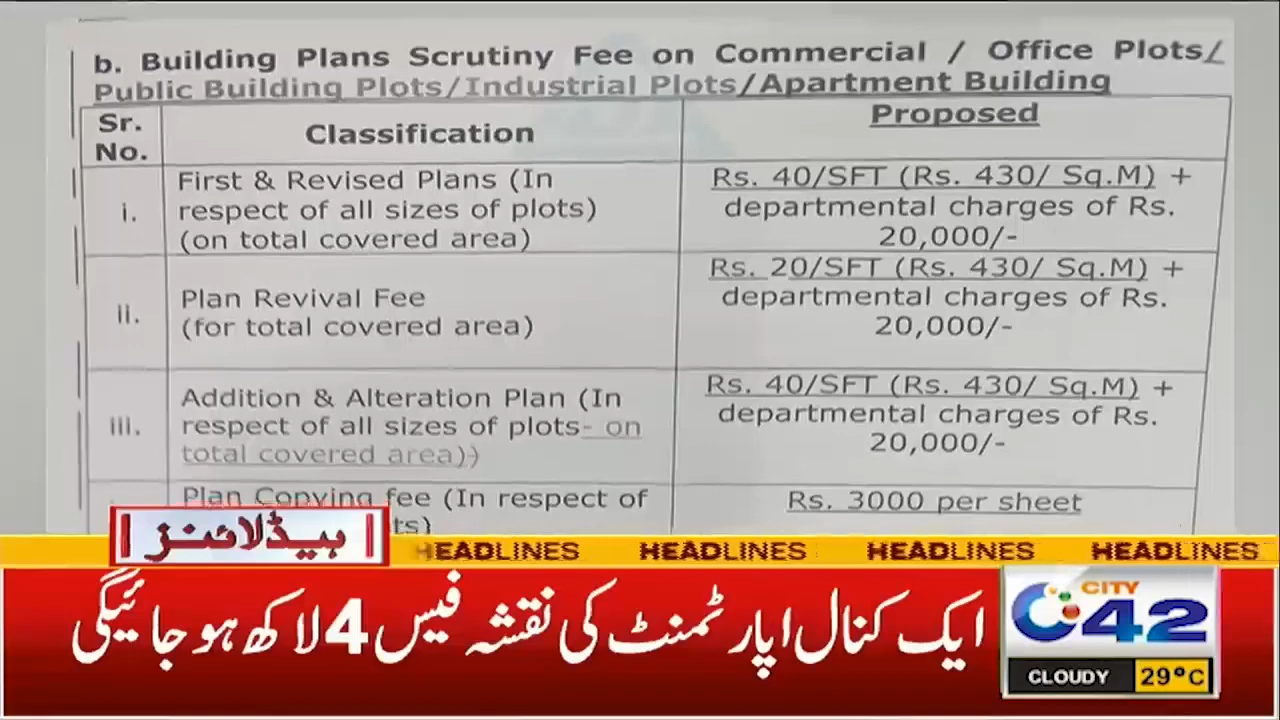 b. Building Plans Scrutiny Fee on Commercial / Office Plots/
Public Building Plots/Industrial Plots/Apartment Building
Sr. No.
Classification
Proposed
i.
First & Revised Plans (In
respect of all sizes of plots)
(on total covered area)
Rs. 40/SFT (Rs. 430/ Sq.M) +
departmental charges of Rs.
20,000/-
ii.
Plan Revival Fee
(for total covered area)
Rs. 20/SFT (Rs. 430/ Sq.M) +
departmental charges of Rs.
20,000/-
iii.
Addition & Alteration Plan (In
respect of all sizes of plots- on
total covered area))
Rs. 40/SFT (Rs. 430/ Sq.M) +
departmental charges of Rs.
20,000/-
Plan Copying fee (In respect of
Rs. 3000 per sheet
ہیڈلائنز
HEADLINES HEADLINES HEADLINES HEADLINES
ایک کنال اپارٹمنٹ کی نقشہ فیس 4 لاکھ ہوجائیگی
CITY
42
CLOUDY 29°C